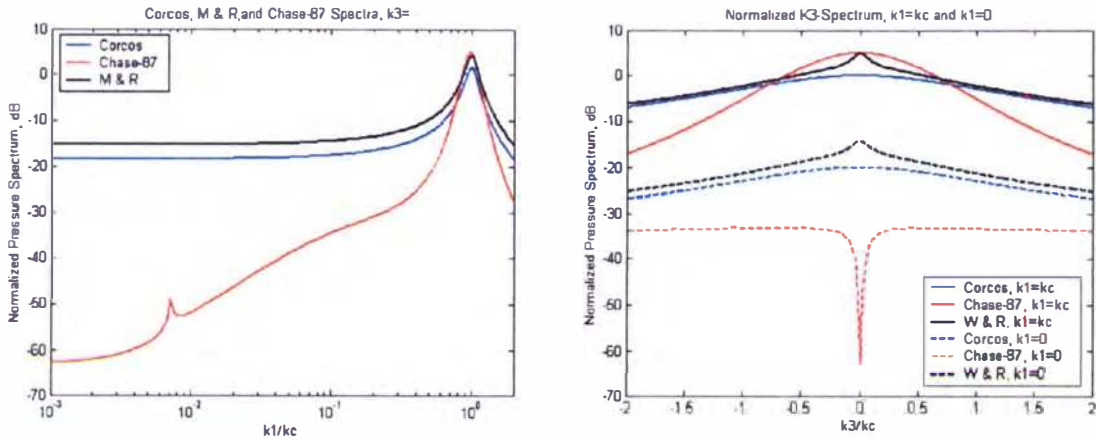 Corcos, M & R,and Chase-87 Spectra, k3=
Corcos
Chase-87
M & R
10
0
-10
-20
-30
-40
-50
-60
-70
Normalized Pressure Spectrum, dB
10^-3
10^-2
10^-1
10^0
k1/kc
Normalized K3-Spectrum, k1=kc and k1=0
10
0
-10
-20
-30
-40
-50
-60
-70
Normalized Pressure Spectrum, dB
Corcos, k1=kc
Chase-87, k1=kc
W & R, k1=kc
Corcos, k1=0
Chase-87, k1=0
W & R, k1=0
-2
-1.5
-1
-0.5
0
0.5
1
1.5
2
k3/kc